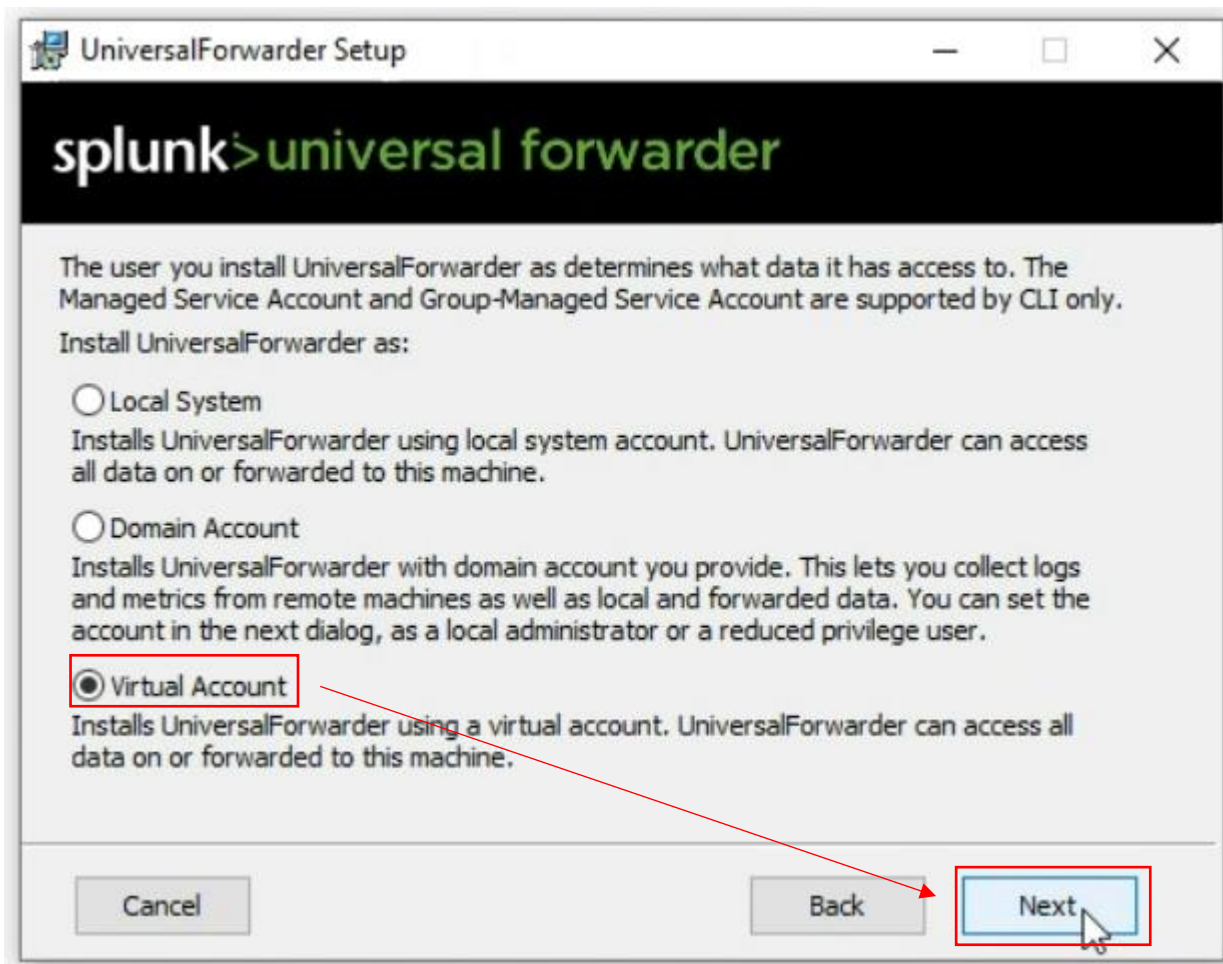 UniversalForwarder Setup
splunk>universal forwarder
The user you install UniversalForwarder as determines what data it has access to. The
Managed Service Account and Group-Managed Service Account are supported by CLI only.
Install UniversalForwarder as:
Local System
Installs UniversalForwarder using local system account. UniversalForwarder can access
all data on or forwarded to this machine.
Domain Account
Installs UniversalForwarder with domain account you provide. This lets you collect logs
and metrics from remote machines as well as local and forwarded data. You can set the
account in the next dialog, as a local administrator or a reduced privilege user.
Virtual Account
Installs UniversalForwarder using a virtual account. UniversalForwarder can access all
data on or forwarded to this machine.
Cancel Back Next